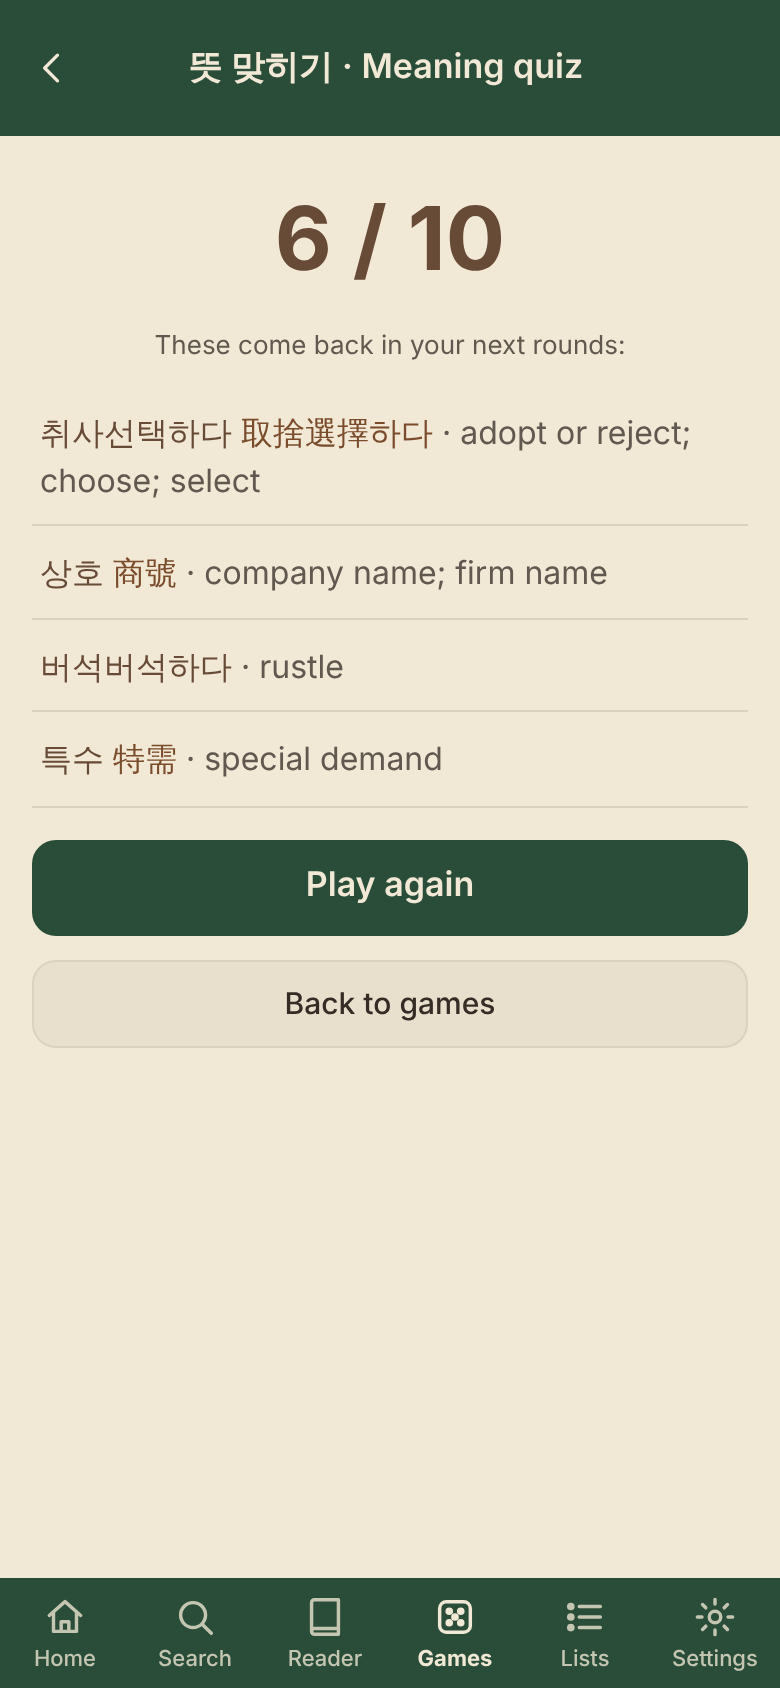 뜻 맞히기 · Meaning quiz
6 / 10
These come back in your next rounds:
취사선택하다 取捨選擇하다 · adopt or reject;
choose; select
상호 商號 · company name; firm name
버석버석하다 · rustle
특수 特需 · special demand
Play again
Back to games
Home Search Reader Games Lists Settings